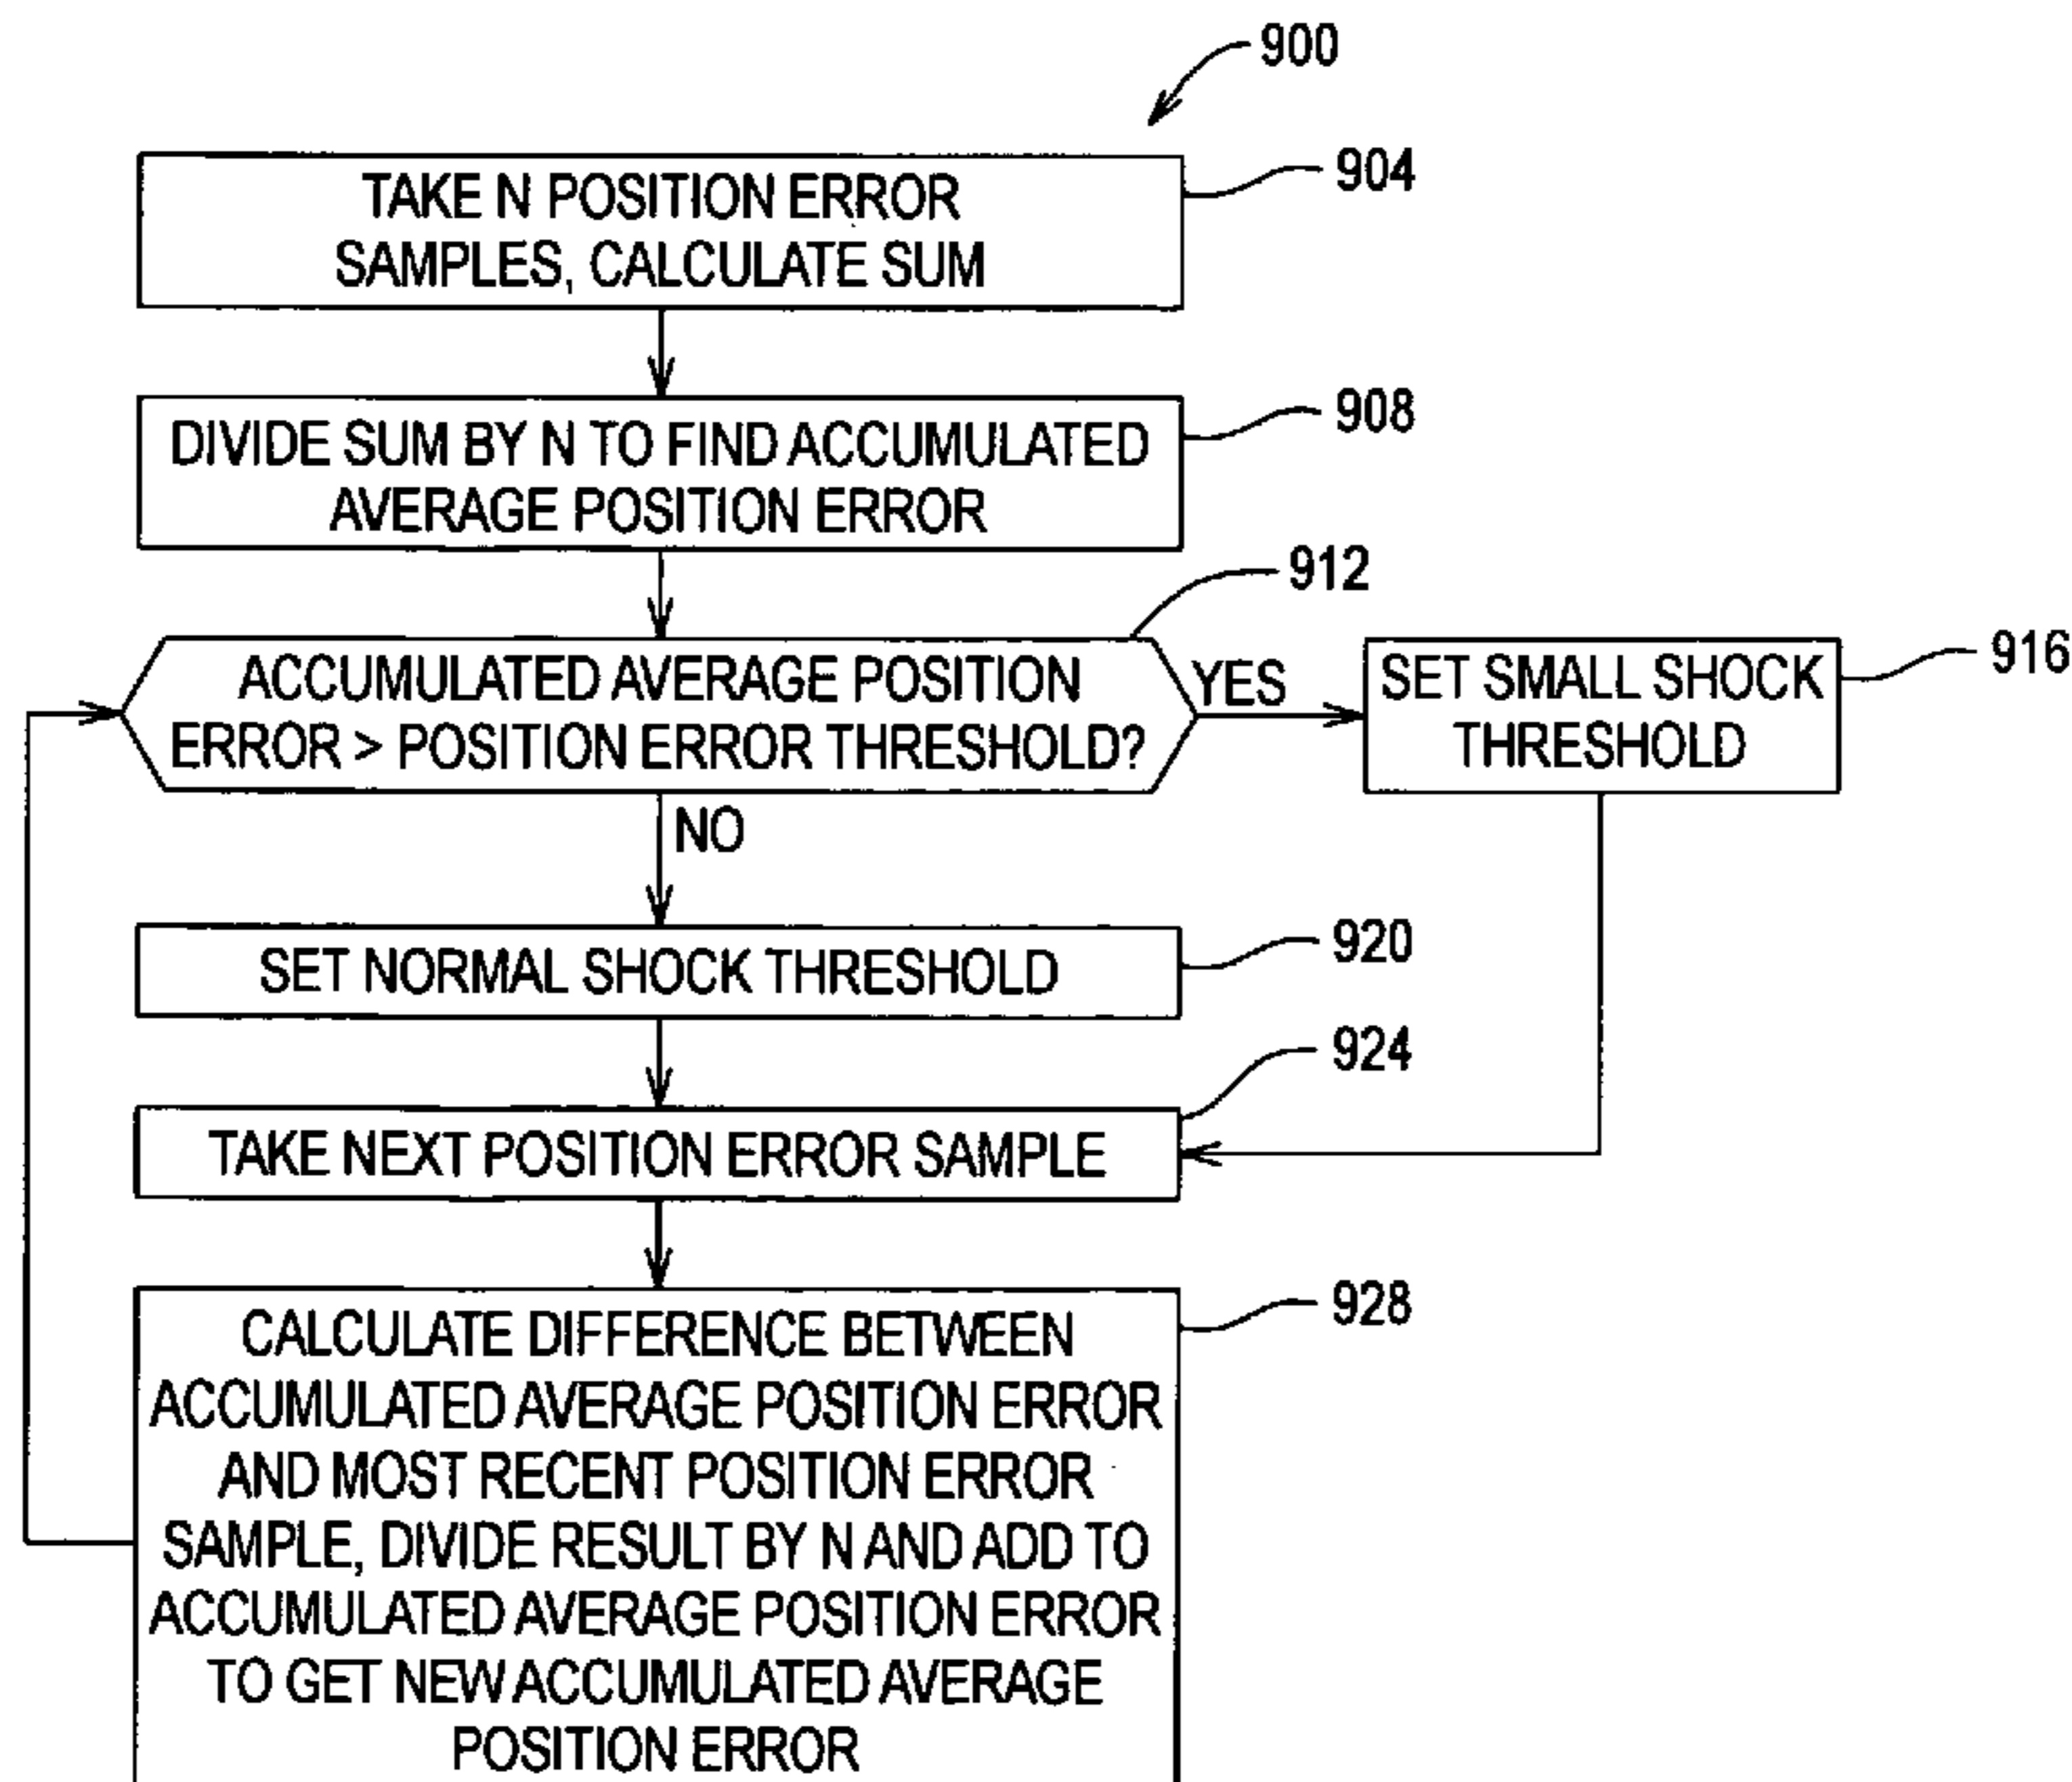 900
TAKE N POSITION ERROR
SAMPLES, CALCULATE SUM
904
DIVIDE SUM BY N TO FIND ACCUMULATED
AVERAGE POSITION ERROR
908
ACCUMULATED AVERAGE POSITION
ERROR > POSITION ERROR THRESHOLD?
912
YES
SET SMALL SHOCK
THRESHOLD
916
NO
SET NORMAL SHOCK THRESHOLD
920
TAKE NEXT POSITION ERROR SAMPLE
924
CALCULATE DIFFERENCE BETWEEN
ACCUMULATED AVERAGE POSITION ERROR
AND MOST RECENT POSITION ERROR
SAMPLE, DIVIDE RESULT BY N AND ADD TO
ACCUMULATED AVERAGE POSITION ERROR
TO GET NEW ACCUMULATED AVERAGE
POSITION ERROR
928